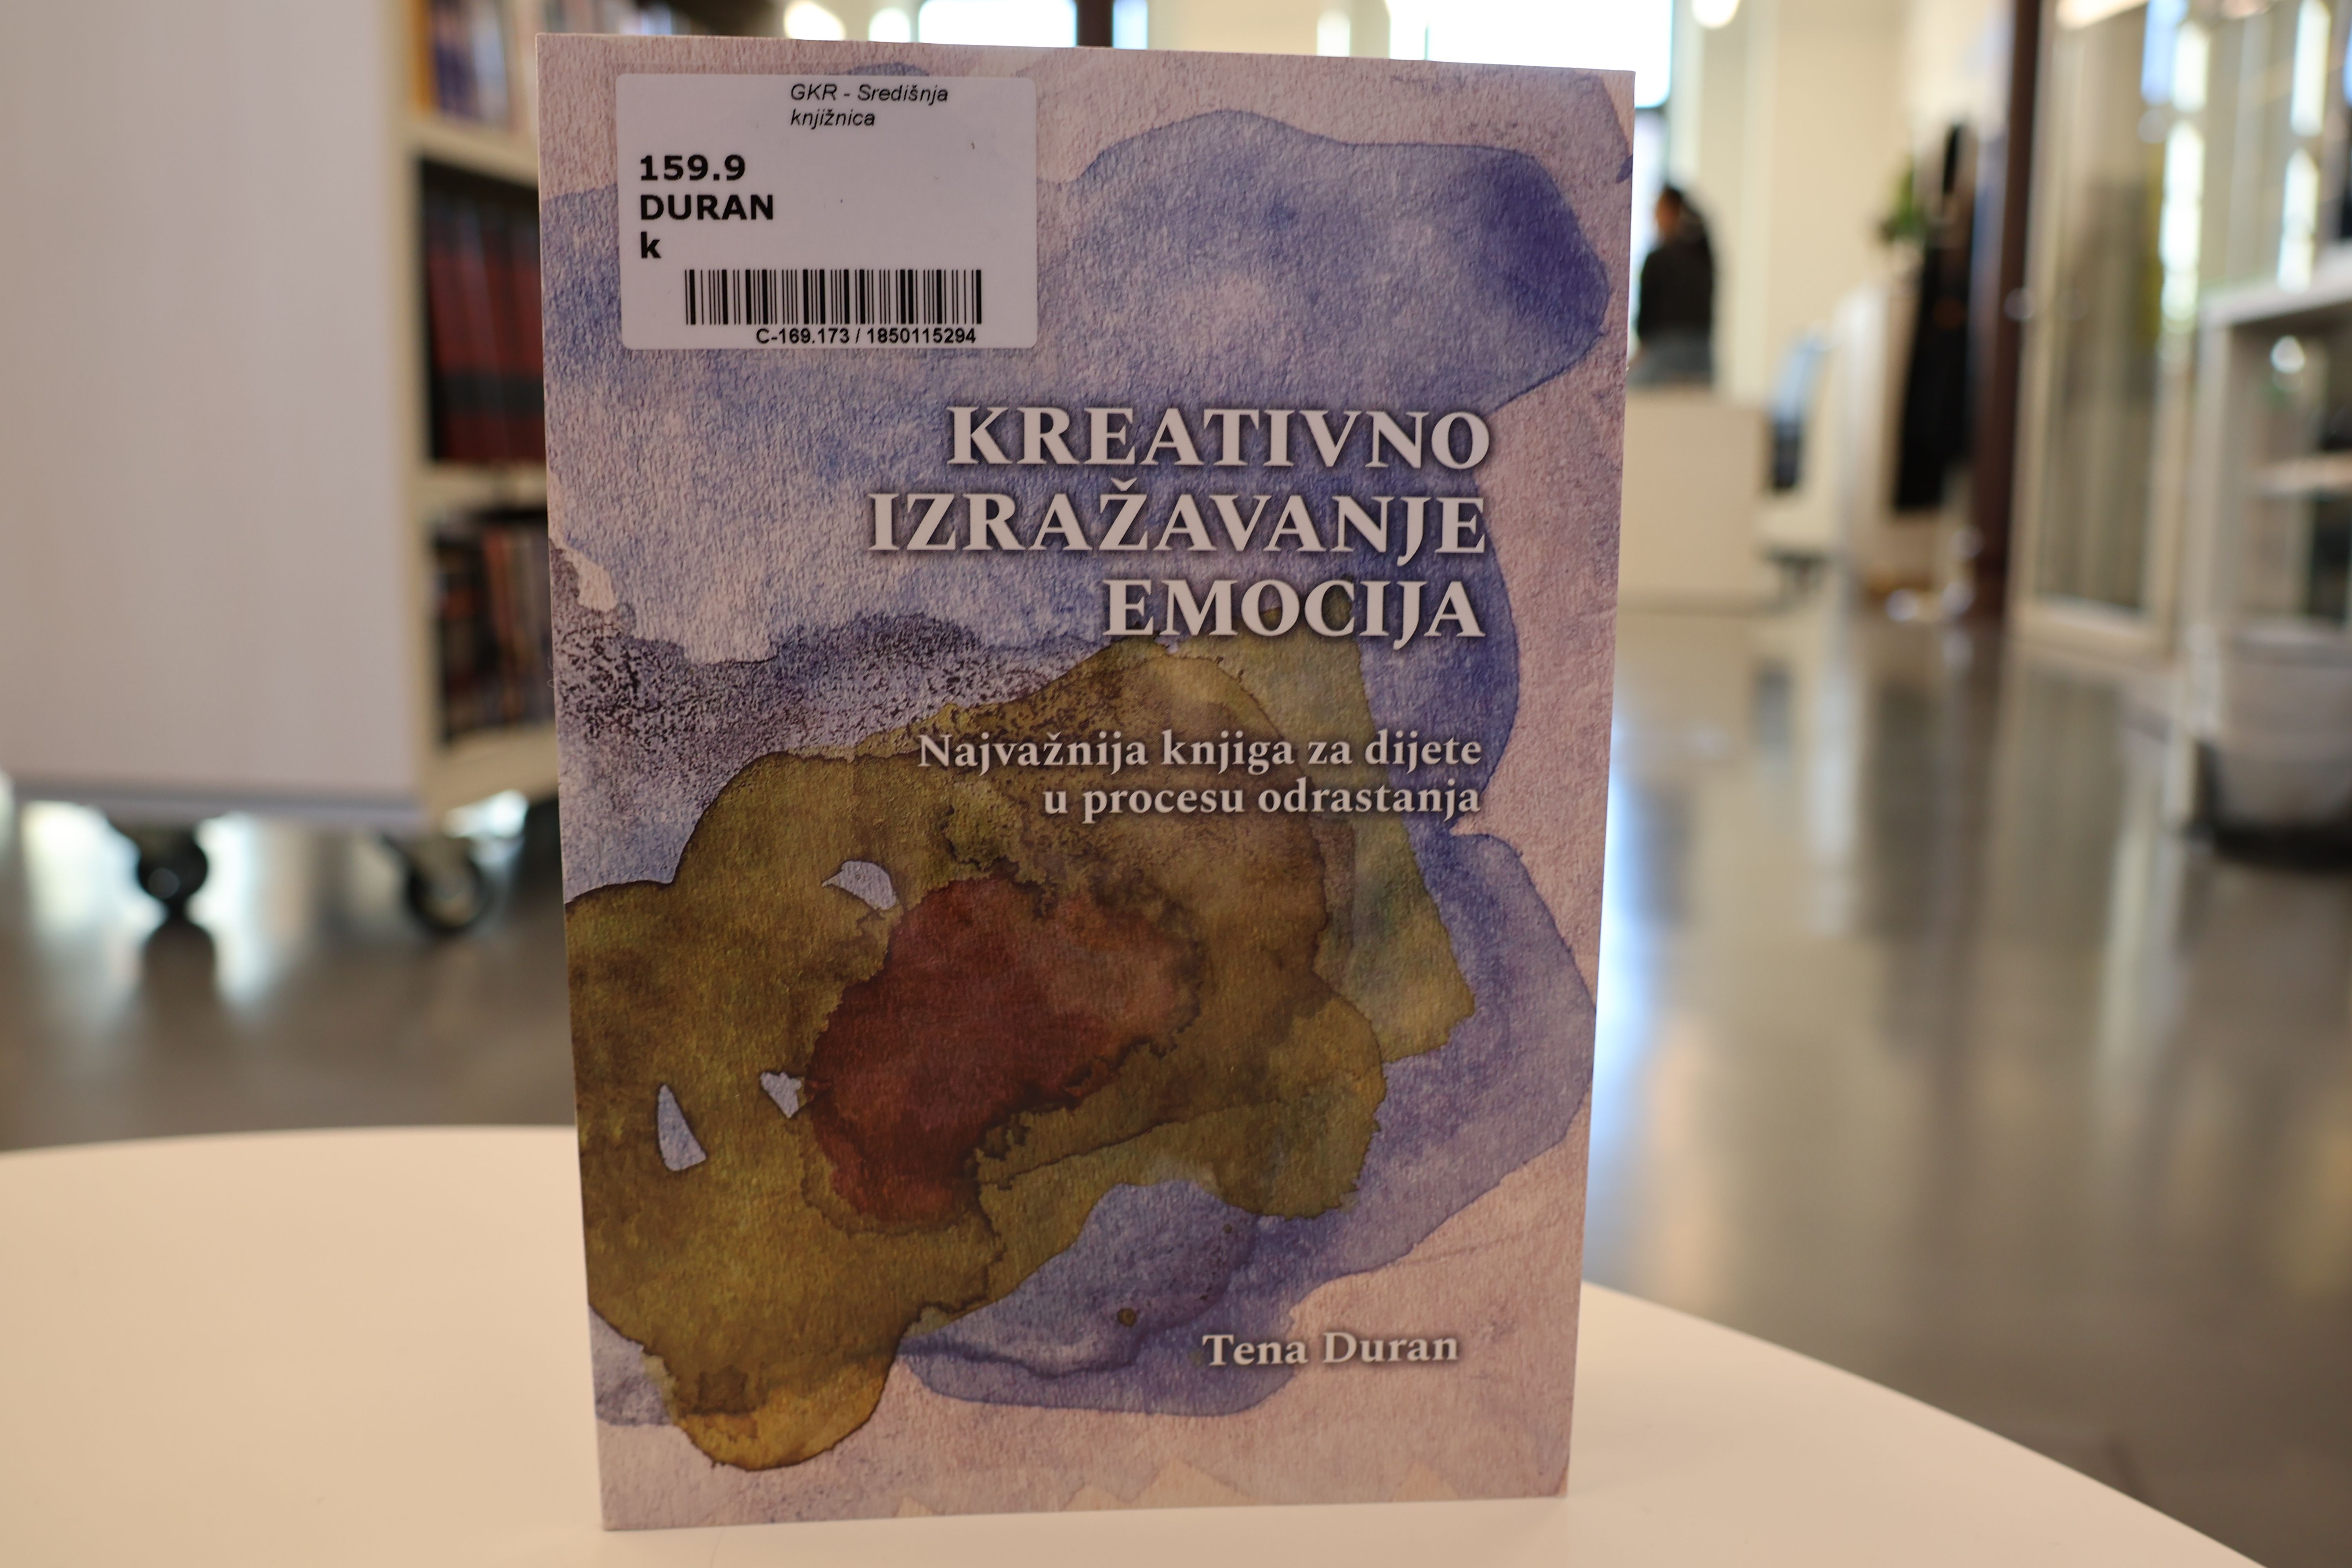 GKR - Središnja
knjižnica
159.9
DURAN
k
C-169.173 / 1850115294
KREATIVNO
IZRAŽAVANJE
EMOCIJA
Najvažnija knjiga za dijete
u procesu odrastanja
Tena Duran